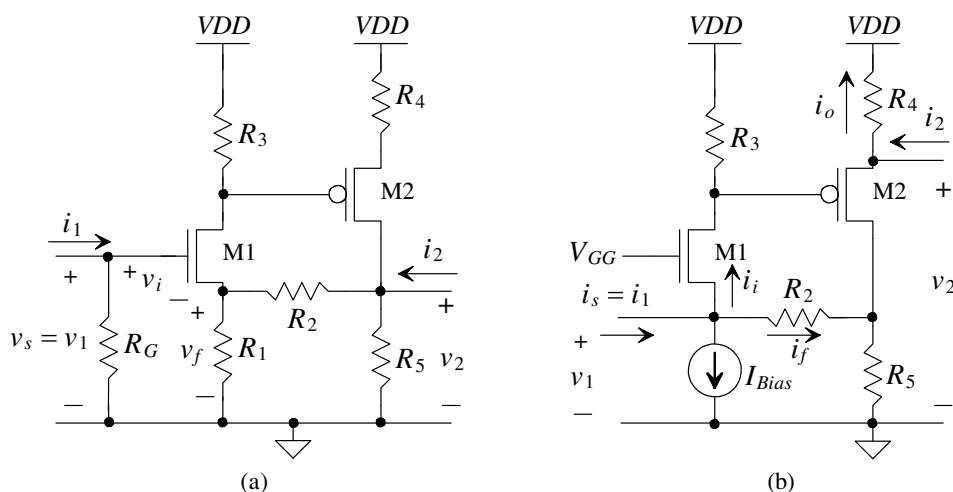 VDD
VDD
R4
R3
M2
i1
+
+
vi
−
M1
+
i2
+
R2
vs = v1
RG
vf
R1
R5
v2
−
−
−
(a)
VDD
VDD
io
R4
i2
R3
M2
+
VGG
M1
v2
is = i1
ii
R2
+
if
v1
IBias
R5
−
−
(b)